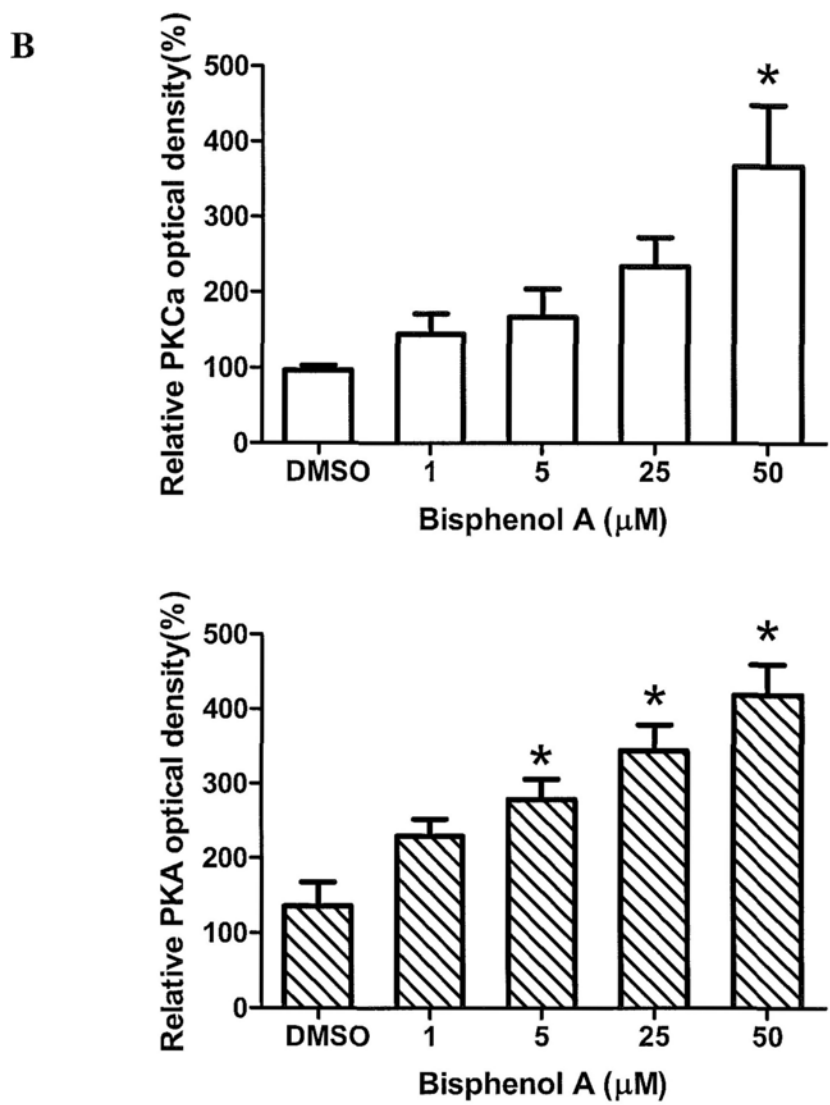 B
Relative PKCa optical density(%)
500
400
300
200
100
0
*
DMSO 1 5 25 50
Bisphenol A (μM)
Relative PKA optical density(%)
500
400
300
200
100
0
* * *
DMSO 1 5 25 50
Bisphenol A (μM)